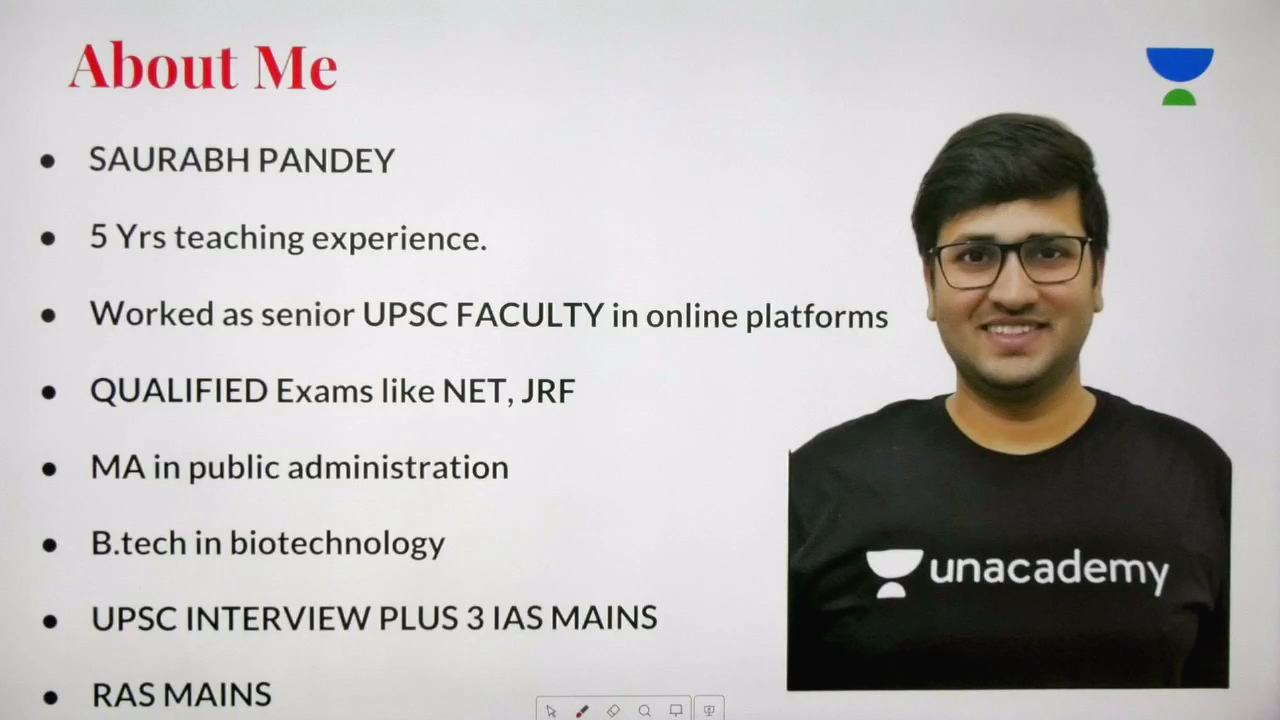 About Me
SAURABH PANDEY
5 Yrs teaching experience.
Worked as senior UPSC FACULTY in online platforms
QUALIFIED Exams like NET, JRF
MA in public administration
B.tech in biotechnology
UPSC INTERVIEW PLUS 3 IAS MAINS
RAS MAINS
unacademy